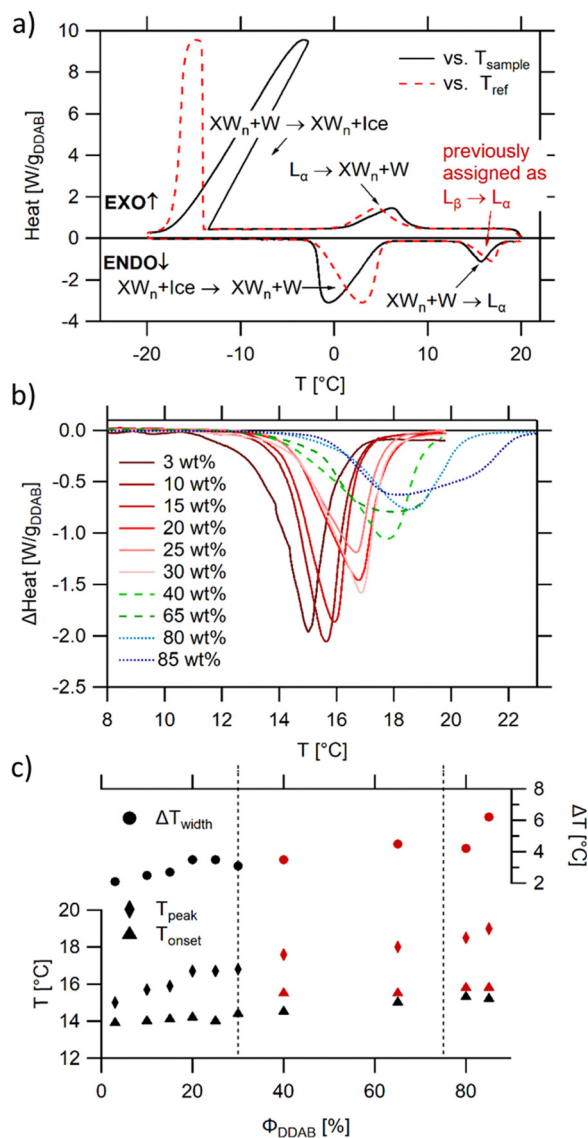 a)
10
8
6
4
2
0
-2
-4
Heat [W/g_DDAB]
vs. T_sample
vs. T_ref
XW_n+W → XW_n+Ice
L_α → XW_n+W
previously
assigned as
L_β → L_α
EXO↑
ENDO↓
XW_n+Ice → XW_n+W
XW_n+W → L_α
-20 -10 0 10 20
T [°C]
b)
0.0
-0.5
-1.0
-1.5
-2.0
-2.5
ΔHeat [W/g_DDAB]
3 wt%
10 wt%
15 wt%
20 wt%
25 wt%
30 wt%
40 wt%
65 wt%
80 wt%
85 wt%
8 10 12 14 16 18 20 22
T [°C]
c)
ΔT_width
8
6
4
2
ΔT [°C]
T_peak
T_onset
20
18
16
14
12
T [°C]
0 20 40 60 80
Φ_DDAB [%]